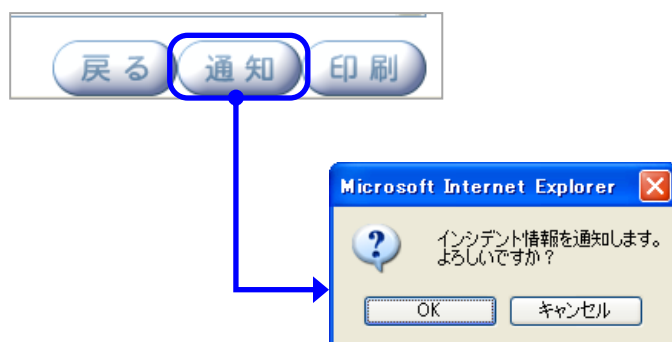 戻る 通知 印刷
Microsoft Internet Explorer
インシデント情報を通知します。
よろしいですか？
OK キャンセル